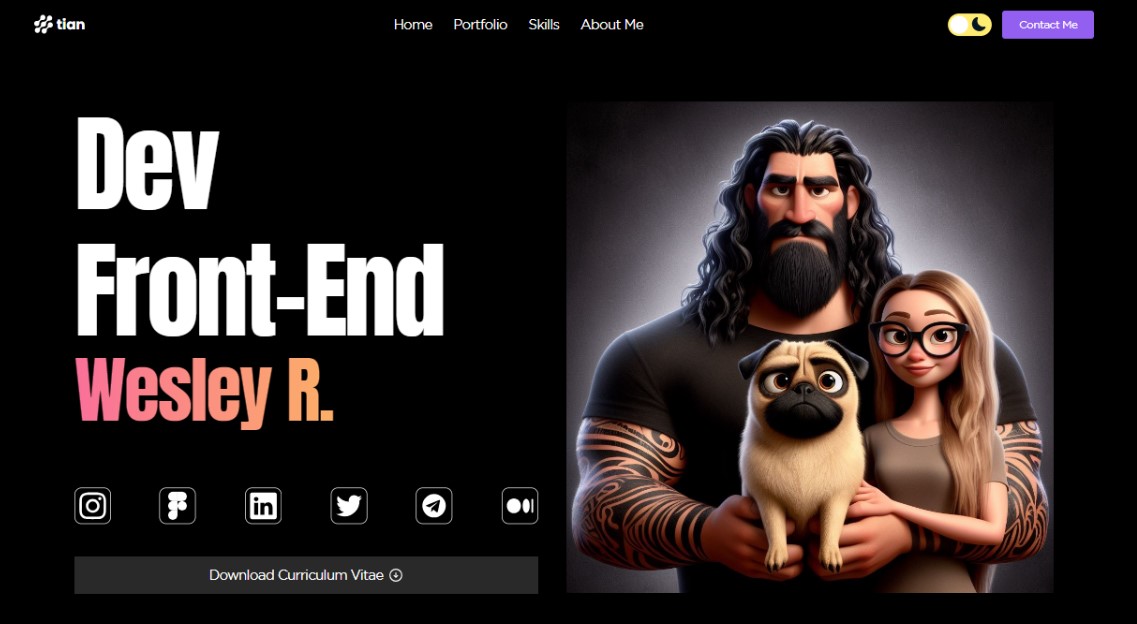 tian
Home Portfolio Skills About Me
Contact Me
Dev
Front-End
Wesley R.
Download Curriculum Vitae